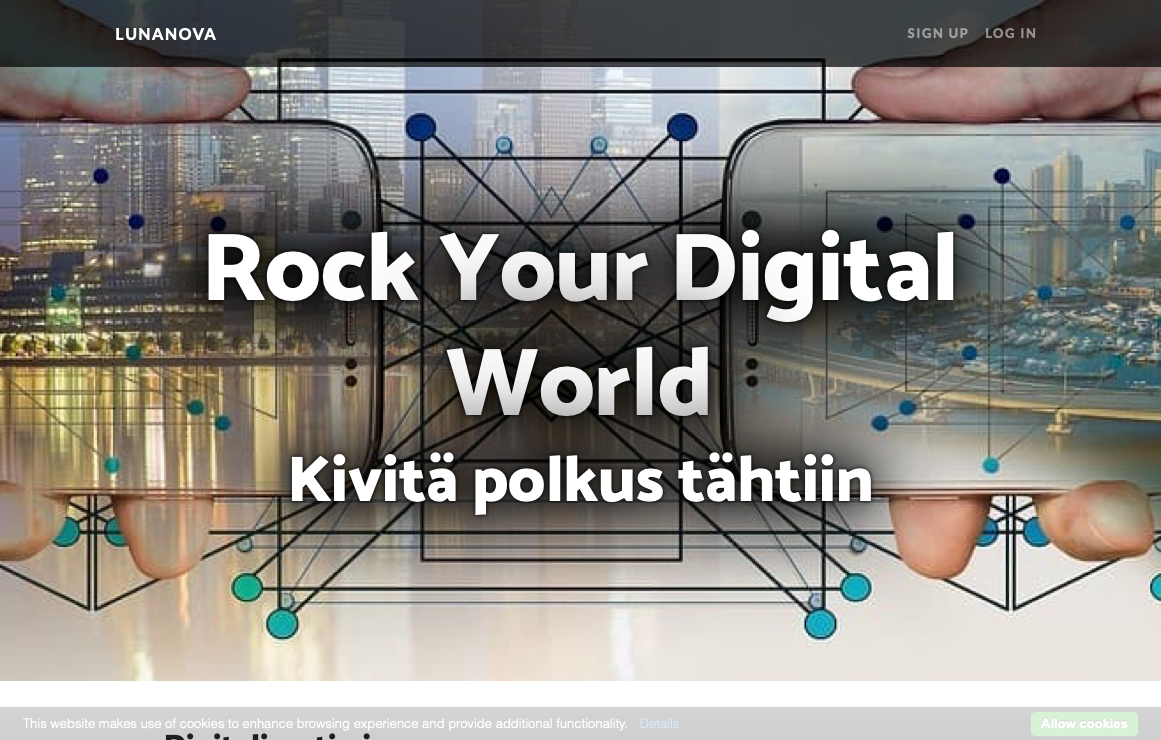 LUNANOVA
SIGN UP LOG IN
Rock Your Digital
World
Kivitä polkus tähtiin
This website makes use of cookies to enhance browsing experience and provide additional functionality. Details
Allow cookies